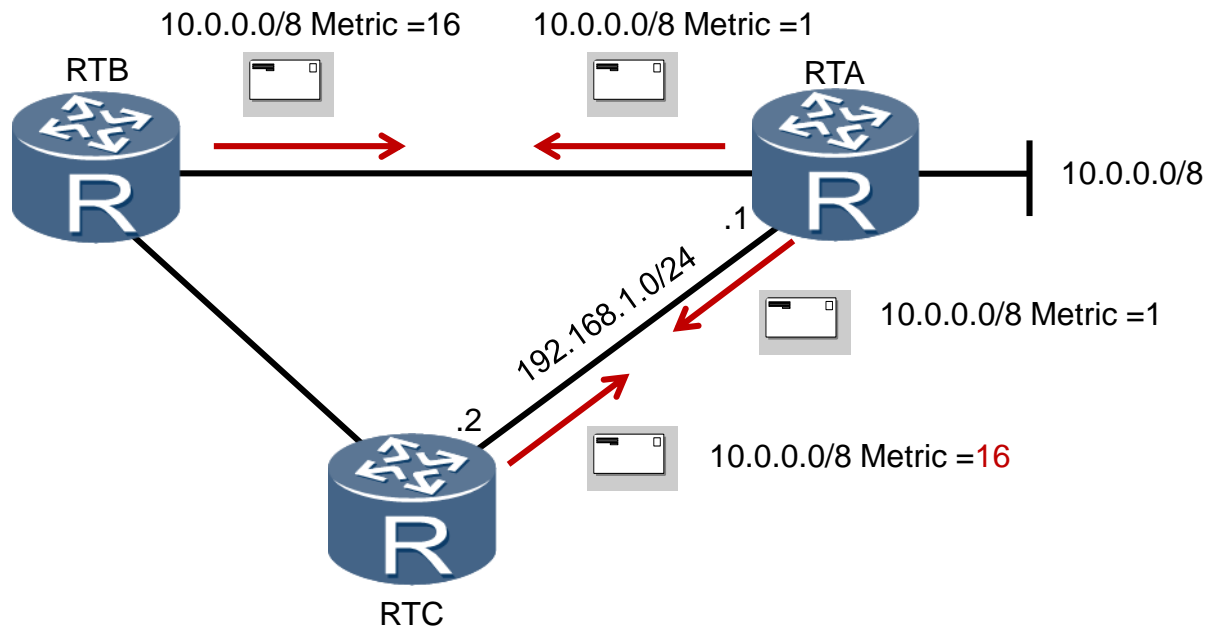 10.0.0.0/8 Metric =16
10.0.0.0/8 Metric =1
RTB
RTA
R
R
10.0.0.0/8
.1
192.168.1.0/24
10.0.0.0/8 Metric =1
.2
10.0.0.0/8 Metric =16
R
RTC